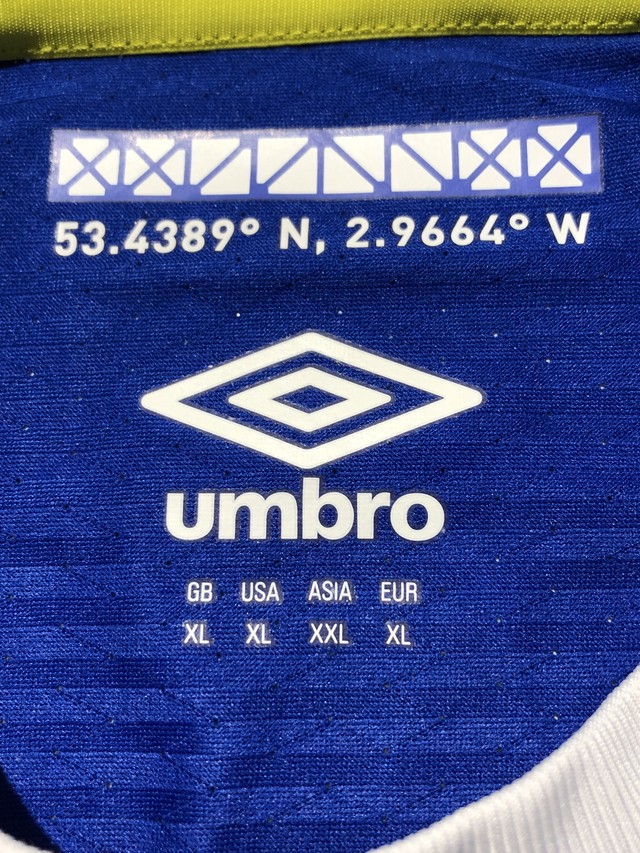 53.4389° N, 2.9664° W
umbro
GB USA ASIA EUR
XL XL XXL XL